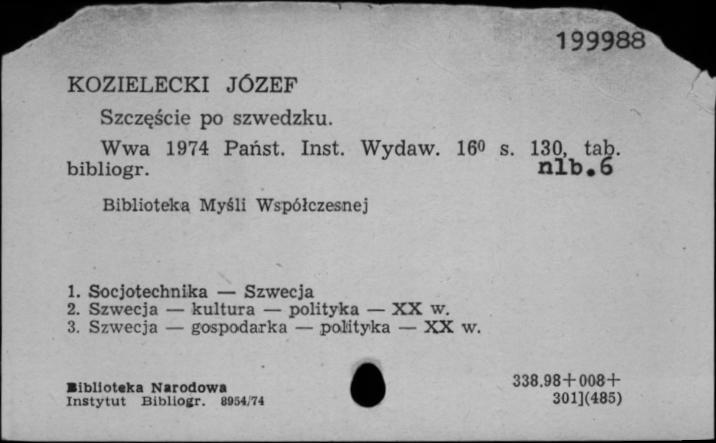 199988
KOZIELECKI JÓZEF
Szczęście po szwedzku.
Wwa 1974 Państ. Inst. Wydaw. 16⁰ s. 130, tab.
bibliogr. nlb.6
Biblioteka Myśli Współczesnej
1. Socjotechnika — Szwecja
2. Szwecja — kultura — polityka — XX w.
3. Szwecja — gospodarka — polityka — XX w.
Biblioteka Narodowa
Instytut Bibliogr. 8954/74
338.98+008+
301](485)